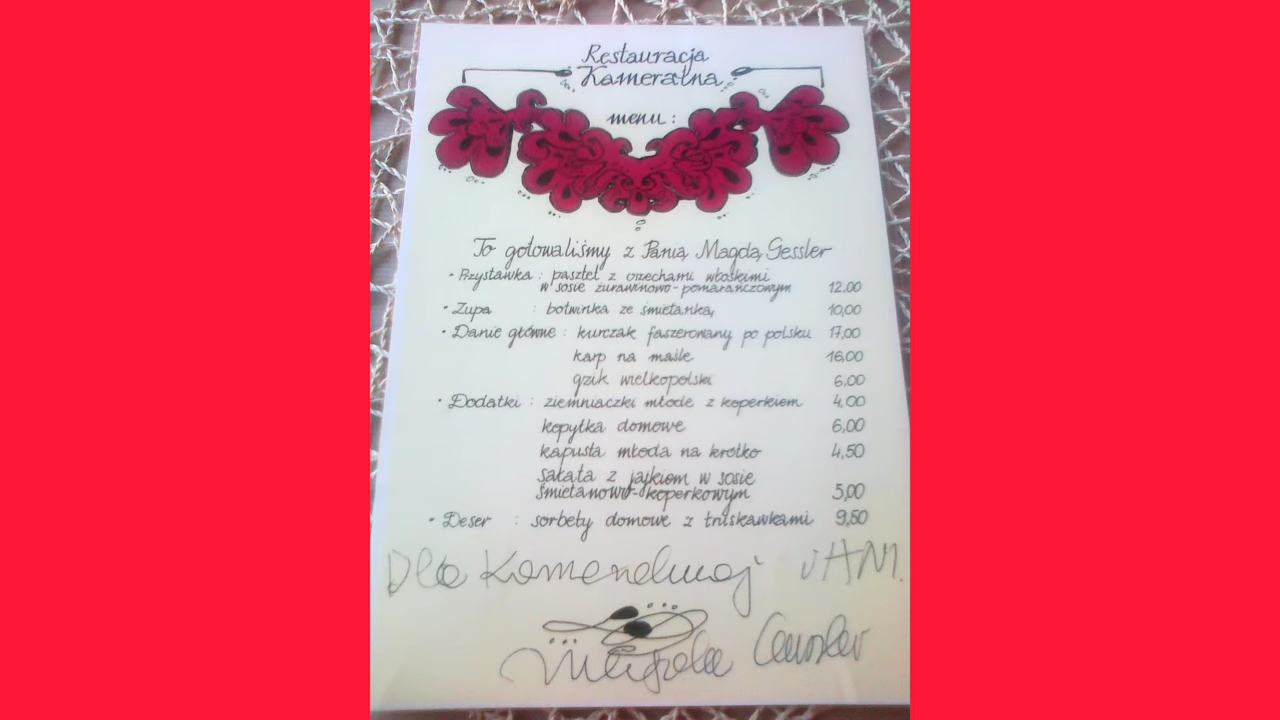 Restauracja
Kameralna
menu:
To gotowaliśmy z Panią Magdą Gessler
• Przystawka : pasztet z orzechami włoskimi
w sosie żurawinowo-pomarańczowym 12.00
• Zupa : botwinka ze śmietanką 10,00
• Danie główne : kurczak faszerowany po polsku 17,00
karp na maśle 16.00
gzik wielkopolski 6.00
• Dodatki : ziemniaczki młode z koperkiem 4.00
kopytka domowe 6,00
kapusta młoda na krótko 4,50
sałata z jajkiem w sosie
śmietanowo-koperkowym 5,00
• Deser : sorbety domowe z truskawkami 9,50
Dla Kameralnej
Magda Gessler